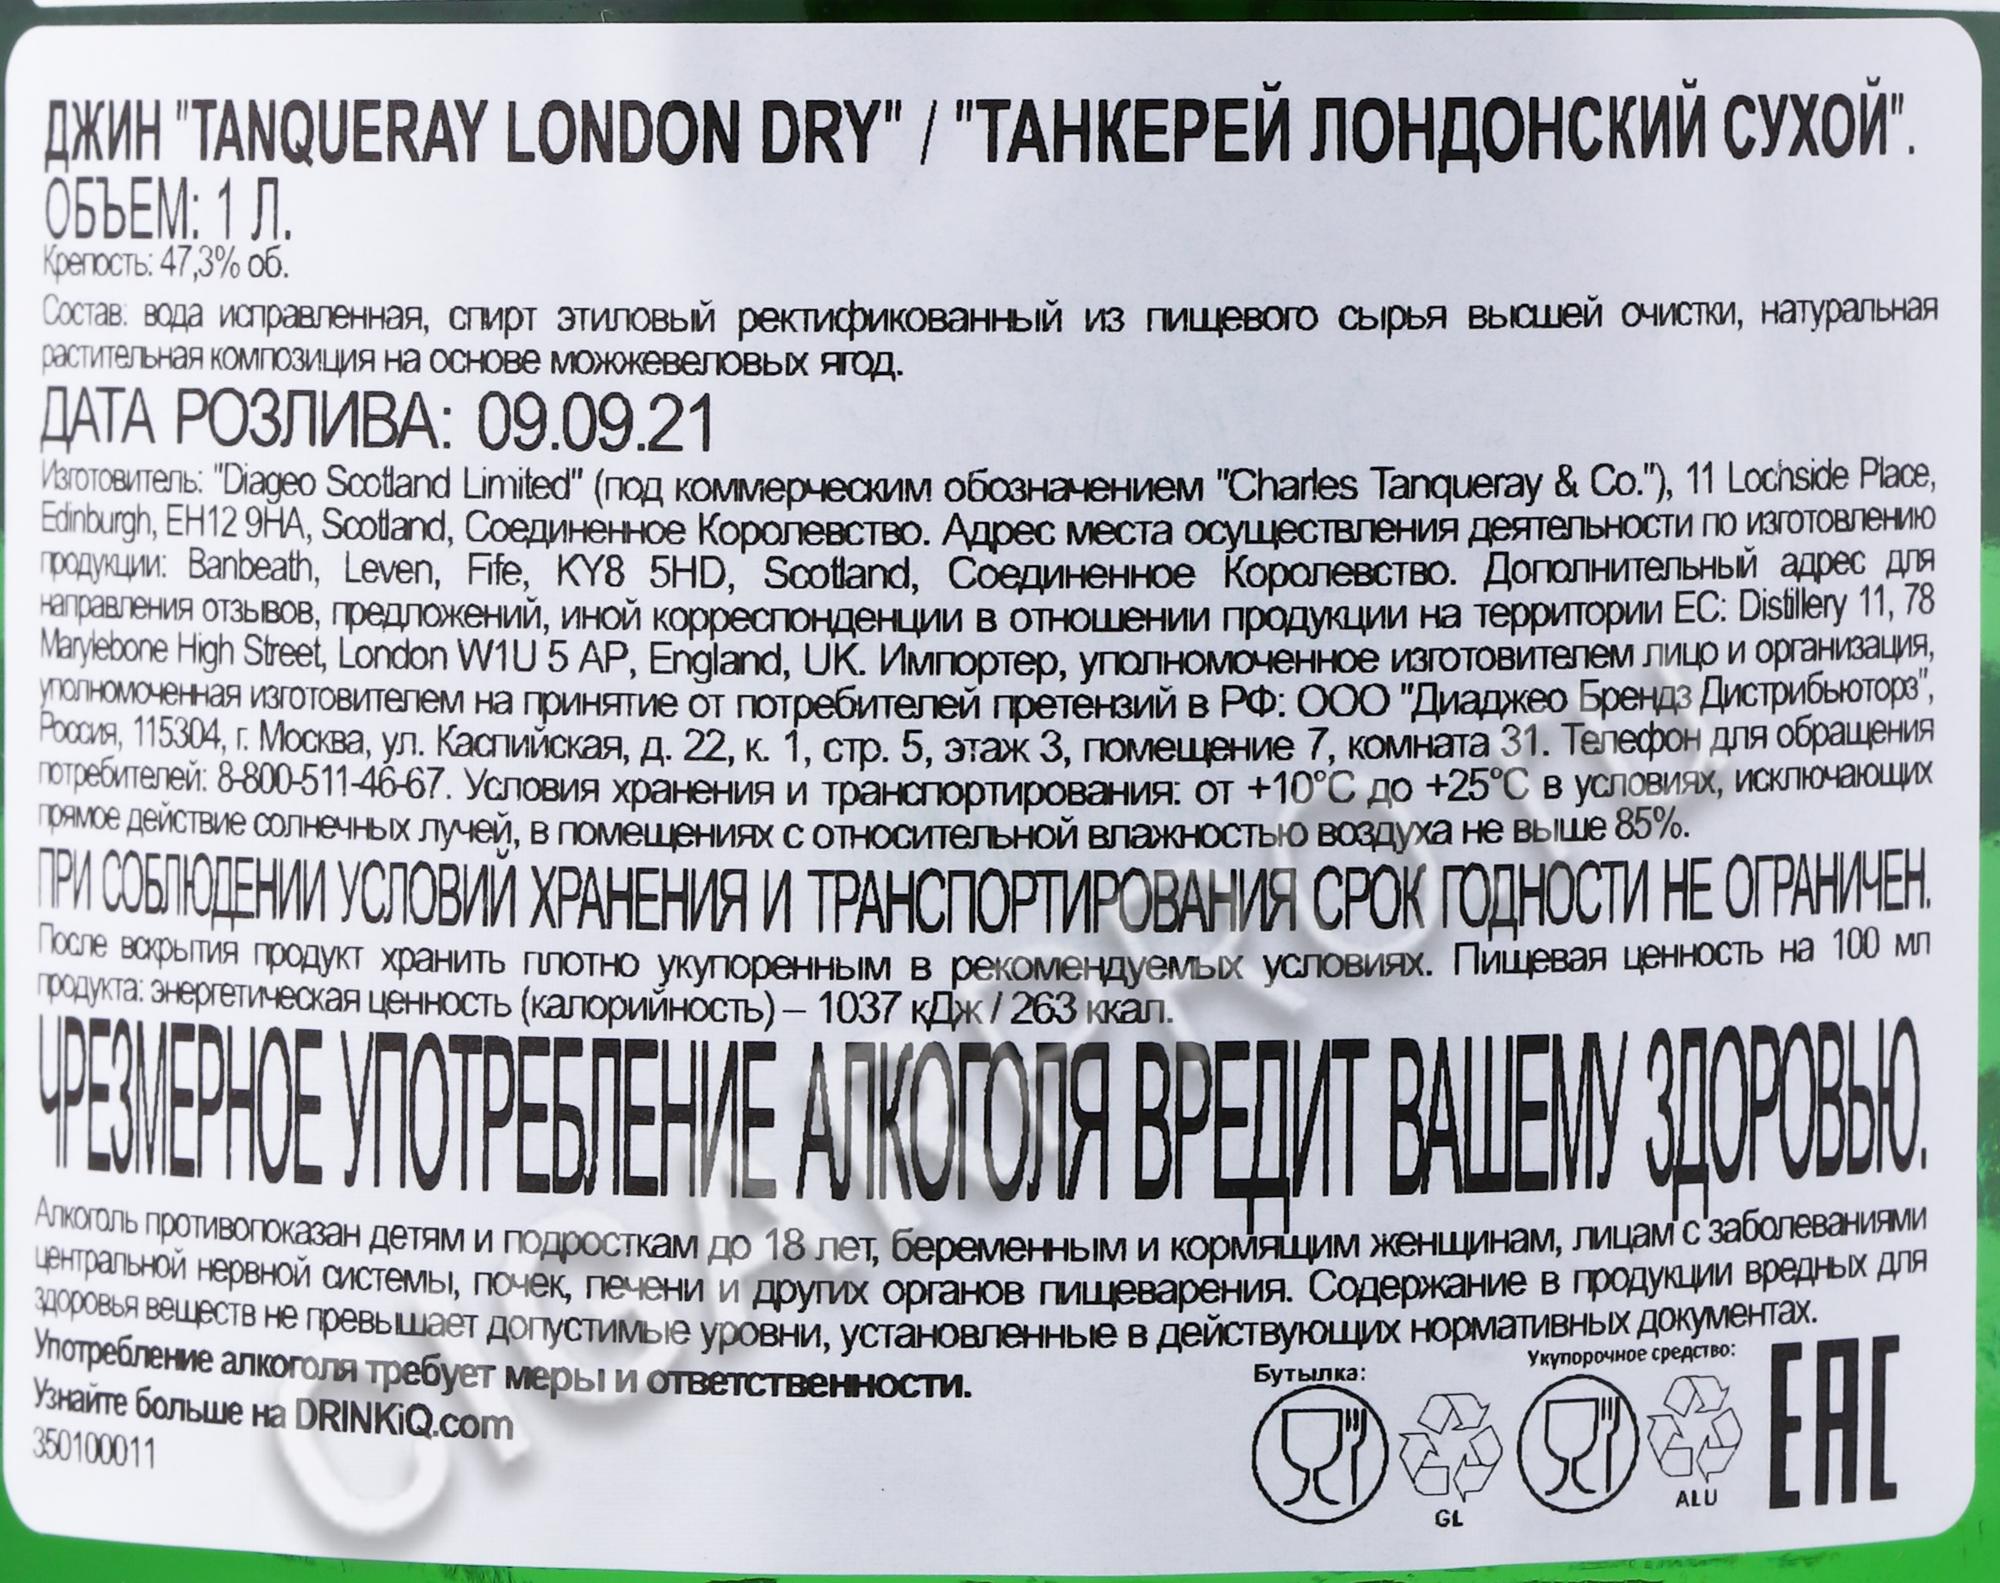 ДЖИН "TANQUERAY LONDON DRY" / "ТАНКЕРЕЙ ЛОНДОНСКИЙ СУХОЙ".
ОБЪЕМ: 1 Л.
Крепость: 47,3% об.
Состав: вода исправленная, спирт этиловый ректификованный из пищевого сырья высшей очистки, натуральная
растительная композиция на основе можжевеловых ягод.
ДАТА РОЗЛИВА: 09.09.21
Изготовитель: "Diageo Scotland Limited" (под коммерческим обозначением "Charles Tanqueray & Co."), 11 Lochside Place,
Edinburgh, EH12 9HA, Scotland, Соединенное Королевство. Адрес места осуществления деятельности по изготовлению
продукции: Banbeath, Leven, Fife, KY8 5HD, Scotland, Соединенное Королевство. Дополнительный адрес для
направления отзывов, предложений, иной корреспонденции в отношении продукции на территории ЕС: Distillery 11, 78
Marylebone High Street, London W1U 5 AP, England, UK. Импортер, уполномоченное изготовителем лицо и организация,
уполномоченная изготовителем на принятие от потребителей претензий в РФ: ООО "Диаджео Брендз Дистрибьюторз",
Россия, 115304, г. Москва, ул. Каспийская, д. 22, к. 1, стр. 5, этаж 3, помещение 7, комната 31. Телефон для обращения
потребителей: 8-800-511-46-67. Условия хранения и транспортирования: от +10°C до +25°C в условиях, исключающих
прямое действие солнечных лучей, в помещениях с относительной влажностью воздуха не выше 85%.
ПРИ СОБЛЮДЕНИИ УСЛОВИЙ ХРАНЕНИЯ И ТРАНСПОРТИРОВАНИЯ СРОК ГОДНОСТИ НЕ ОГРАНИЧЕН.
После вскрытия продукт хранить плотно укупоренным в рекомендуемых условиях. Пищевая ценность на 100 мл
продукта: энергетическая ценность (калорийность) – 1037 кДж / 263 ккал.
ЧРЕЗМЕРНОЕ УПОТРЕБЛЕНИЕ АЛКОГОЛЯ ВРЕДИТ ВАШЕМУ ЗДОРОВЬЮ.
Алкоголь противопоказан детям и подросткам до 18 лет, беременным и кормящим женщинам, лицам с заболеваниями
центральной нервной системы, почек, печени и других органов пищеварения. Содержание в продукции вредных для
здоровья веществ не превышает допустимые уровни, установленные в действующих нормативных документах.
Употребление алкоголя требует меры и ответственности.
Узнайте больше на DRINKiQ.com
350100011
Бутылка:
GL
Укупорочное средство:
ALU
EAC
CIGARPRO.ru